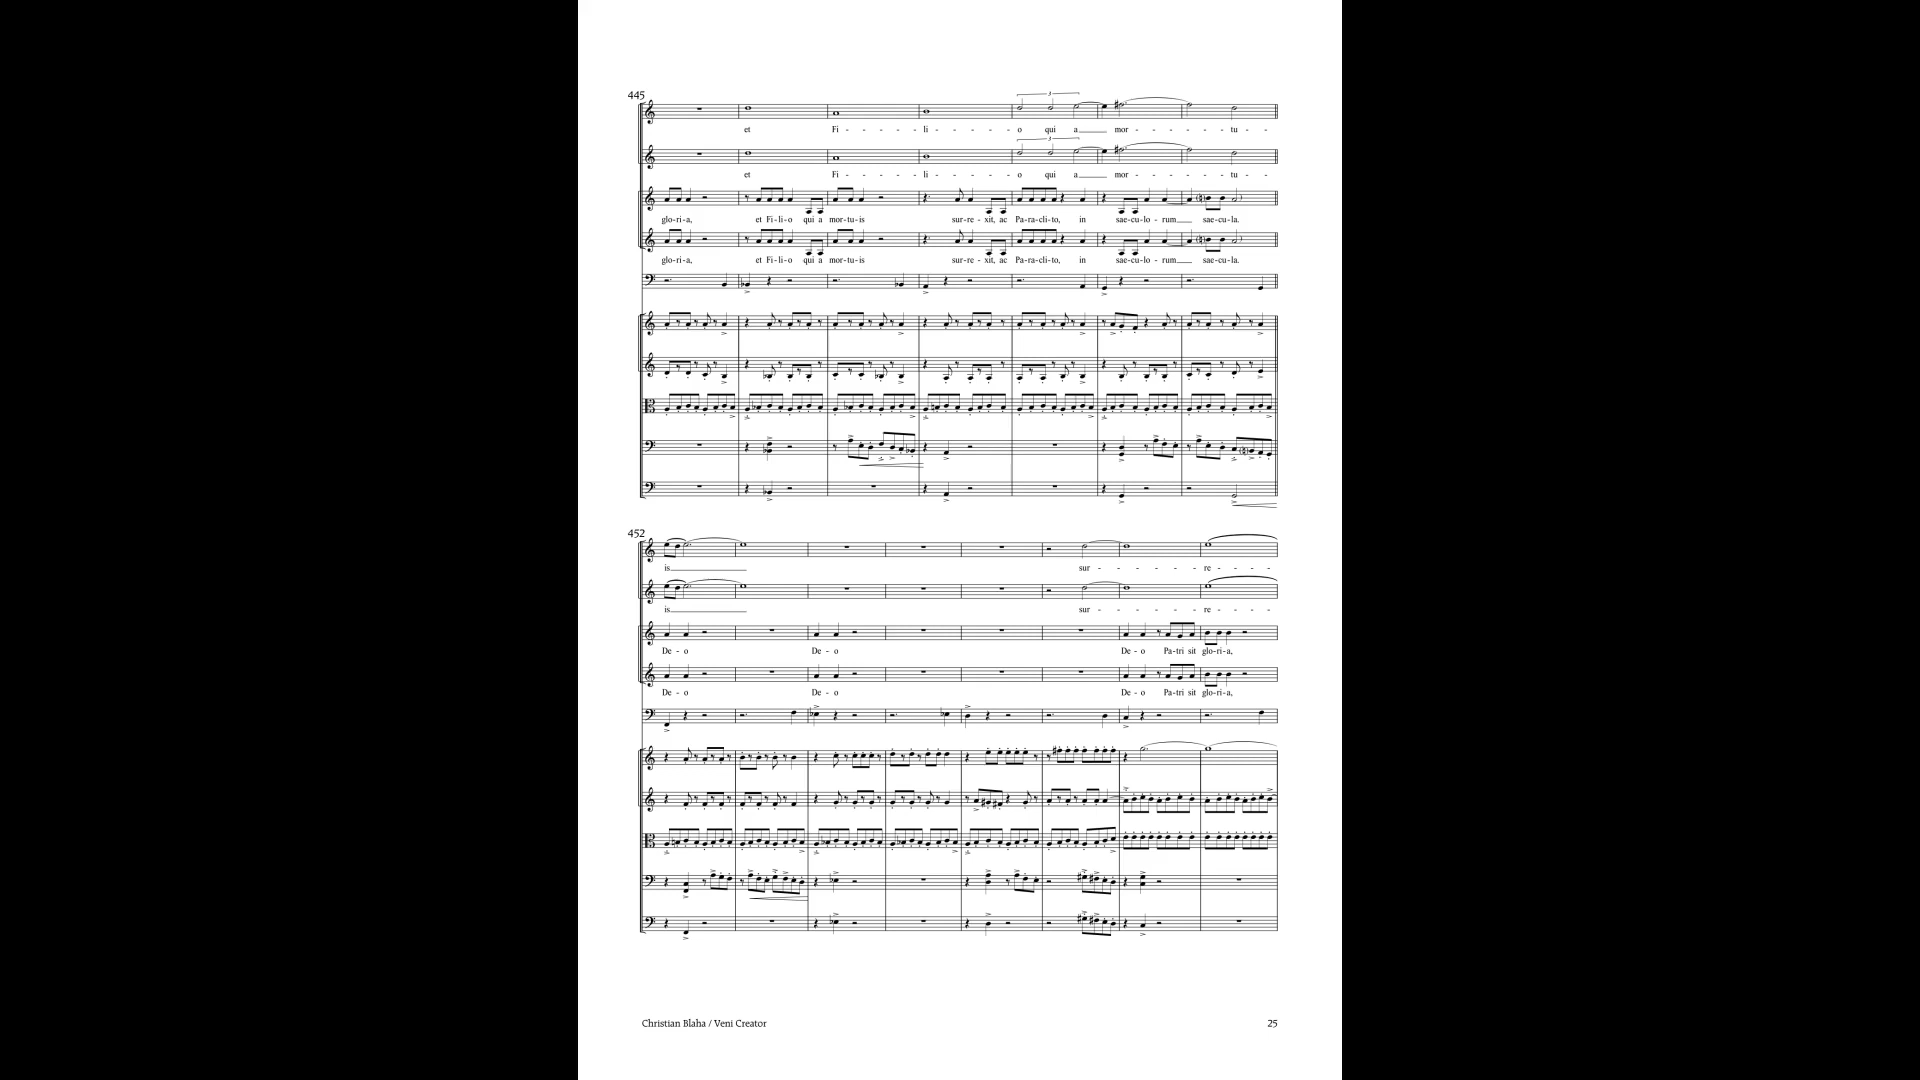 445
3
et Fi - - - - li - - - - - - o qui a mor - - - - - - tu - -
3
et Fi - - - - li - - - - - - o qui a mor - - - - - - tu - -
glo-ri-a, et Fi-li-o qui a mor-tu-is sur-re-xit, ac Pa-ra-cli-to, in sae-cu-lo-rum saecu-la.
glo-ri-a, et Fi-li-o qui a mor-tu-is sur-re-xit, ac Pa-ra-cli-to, in sae-cu-lo-rum sae-cu-la.
452
is sur - - - - - - re - - - -
is sur - - - - - - re - - - -
De - o De - o De - o Pa-tri sit glo-ri-a,
De - o De - o De - o Pa-tri sit glo-ri-a,
Christian Blaha / Veni Creator 25